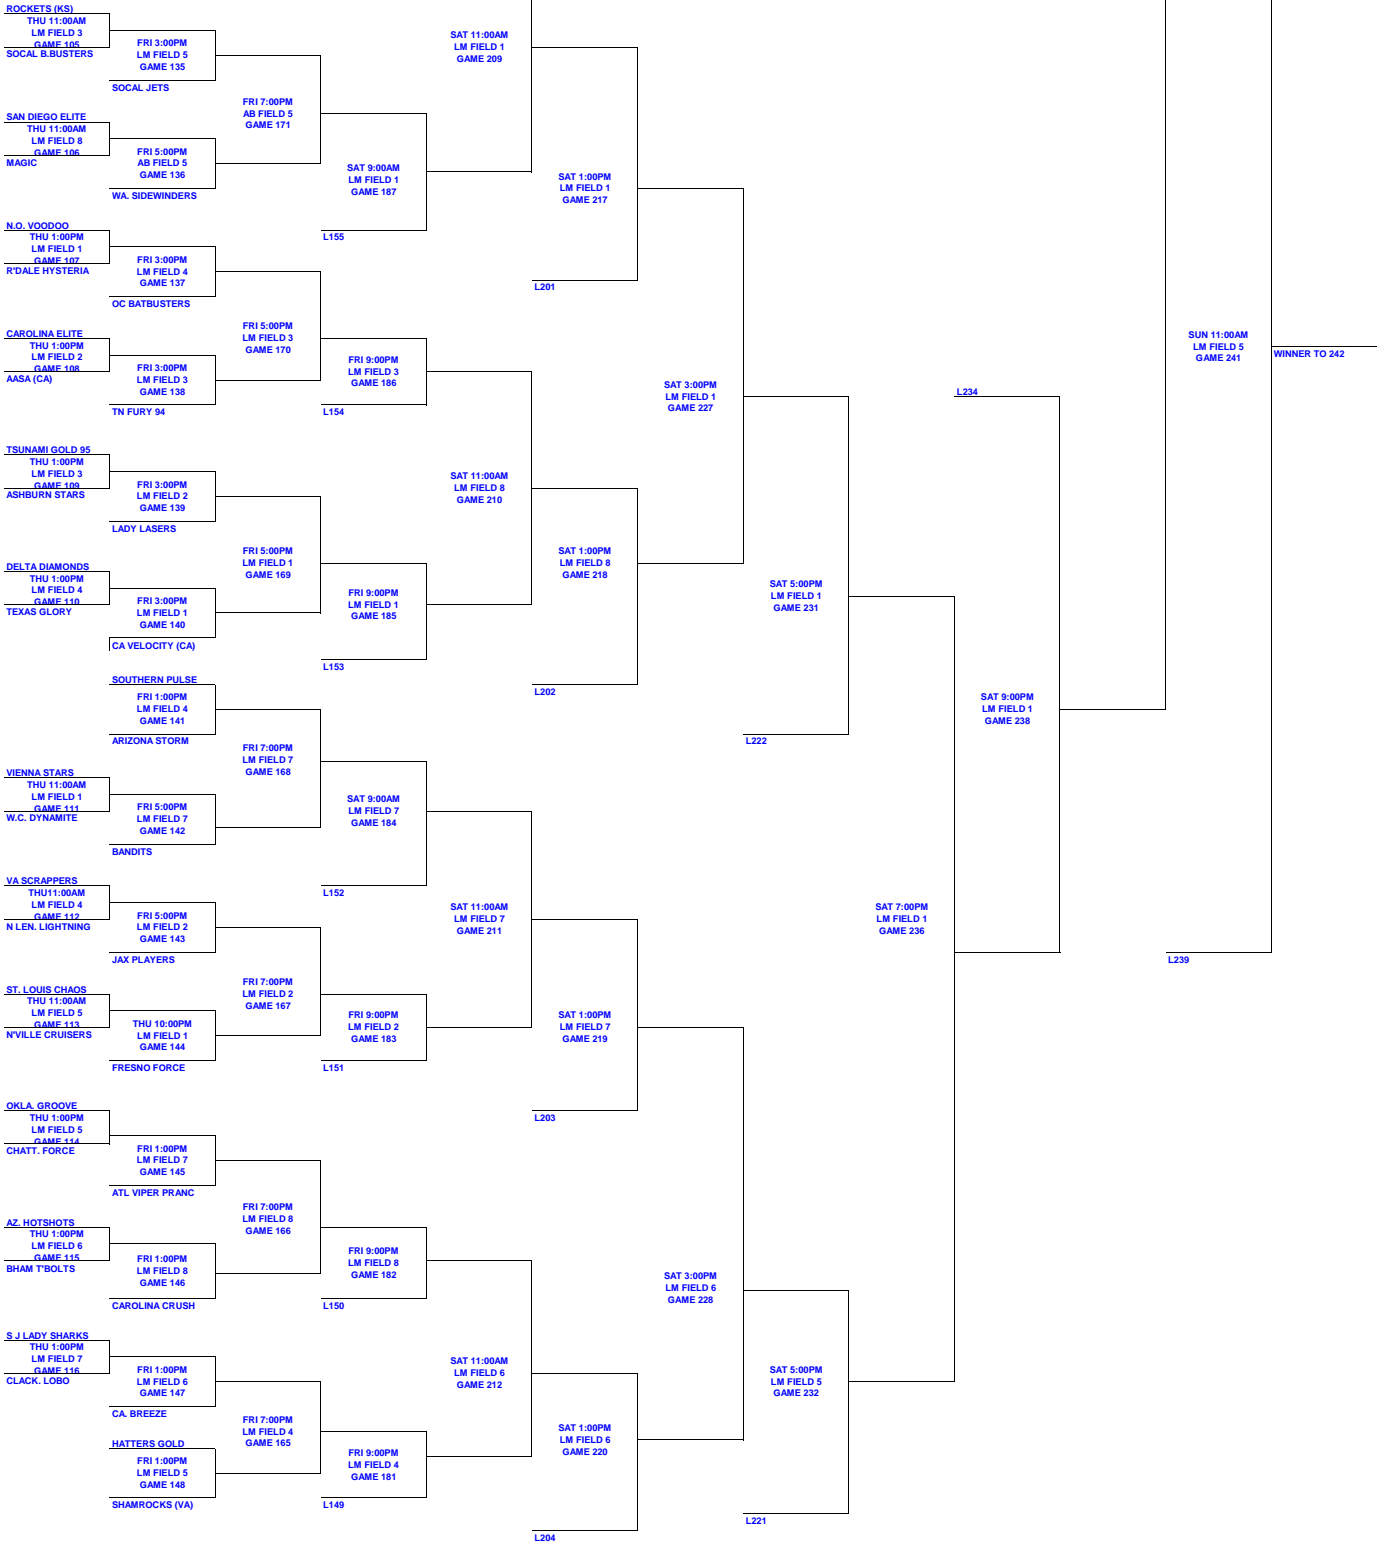 ROCKETS (KS)
THU 11:00AM
LM FIELD 3
GAME 105
SOCAL B.BUSTERS
FRI 3:00PM
LM FIELD 5
GAME 135
SOCAL JETS
SAN DIEGO ELITE
THU 11:00AM
LM FIELD 8
GAME 106
MAGIC
FRI 5:00PM
AB FIELD 5
GAME 136
WA. SIDEWINDERS
N.O. VOODOO
THU 1:00PM
LM FIELD 1
GAME 107
R'DALE HYSTERIA
FRI 3:00PM
LM FIELD 4
GAME 137
OC BATBUSTERS
CAROLINA ELITE
THU 1:00PM
LM FIELD 2
GAME 108
AASA (CA)
FRI 3:00PM
LM FIELD 3
GAME 138
TN FURY 94
TSUNAMI GOLD 95
THU 1:00PM
LM FIELD 3
GAME 109
ASHBURN STARS
FRI 3:00PM
LM FIELD 2
GAME 139
LADY LASERS
DELTA DIAMONDS
THU 1:00PM
LM FIELD 4
GAME 110
TEXAS GLORY
FRI 3:00PM
LM FIELD 1
GAME 140
CA VELOCITY (CA)
SOUTHERN PULSE
FRI 1:00PM
LM FIELD 4
GAME 141
ARIZONA STORM
VIENNA STARS
THU 11:00AM
LM FIELD 1
GAME 111
W.C. DYNAMITE
FRI 5:00PM
LM FIELD 7
GAME 142
BANDITS
VA SCRAPPERS
THU11:00AM
LM FIELD 4
GAME 112
N LEN. LIGHTNING
FRI 5:00PM
LM FIELD 2
GAME 143
JAX PLAYERS
ST. LOUIS CHAOS
THU 11:00AM
LM FIELD 5
GAME 113
N'VILLE CRUISERS
THU 10:00PM
LM FIELD 1
GAME 144
FRESNO FORCE
OKLA. GROOVE
THU 1:00PM
LM FIELD 5
GAME 114
CHATT. FORCE
FRI 1:00PM
LM FIELD 7
GAME 145
ATL VIPER PRANC
AZ. HOTSHOTS
THU 1:00PM
LM FIELD 6
GAME 115
BHAM T'BOLTS
FRI 1:00PM
LM FIELD 8
GAME 146
CAROLINA CRUSH
S J LADY SHARKS
THU 1:00PM
LM FIELD 7
GAME 116
CLACK. LOBO
FRI 1:00PM
LM FIELD 6
GAME 147
CA. BREEZE
HATTERS GOLD
FRI 1:00PM
LM FIELD 5
GAME 148
SHAMROCKS (VA)
FRI 7:00PM
AB FIELD 5
GAME 171
FRI 5:00PM
LM FIELD 3
GAME 170
FRI 5:00PM
LM FIELD 1
GAME 169
FRI 7:00PM
LM FIELD 7
GAME 168
FRI 7:00PM
LM FIELD 2
GAME 167
FRI 7:00PM
LM FIELD 8
GAME 166
FRI 7:00PM
LM FIELD 4
GAME 165
SAT 9:00AM
LM FIELD 1
GAME 187
L155
FRI 9:00PM
LM FIELD 3
GAME 186
L154
FRI 9:00PM
LM FIELD 1
GAME 185
L153
SAT 9:00AM
LM FIELD 7
GAME 184
L152
FRI 9:00PM
LM FIELD 2
GAME 183
L151
FRI 9:00PM
LM FIELD 8
GAME 182
L150
FRI 9:00PM
LM FIELD 4
GAME 181
L149
SAT 11:00AM
LM FIELD 1
GAME 209
SAT 11:00AM
LM FIELD 8
GAME 210
SAT 11:00AM
LM FIELD 7
GAME 211
SAT 11:00AM
LM FIELD 6
GAME 212
SAT 1:00PM
LM FIELD 1
GAME 217
L201
SAT 1:00PM
LM FIELD 8
GAME 218
L202
SAT 1:00PM
LM FIELD 7
GAME 219
L203
SAT 1:00PM
LM FIELD 6
GAME 220
L204
SAT 3:00PM
LM FIELD 1
GAME 227
SAT 3:00PM
LM FIELD 6
GAME 228
SAT 5:00PM
LM FIELD 1
GAME 231
L222
SAT 5:00PM
LM FIELD 5
GAME 232
L221
SAT 7:00PM
LM FIELD 1
GAME 236
L234
SAT 9:00PM
LM FIELD 1
GAME 238
SUN 11:00AM
LM FIELD 5
GAME 241
L239
WINNER TO 242